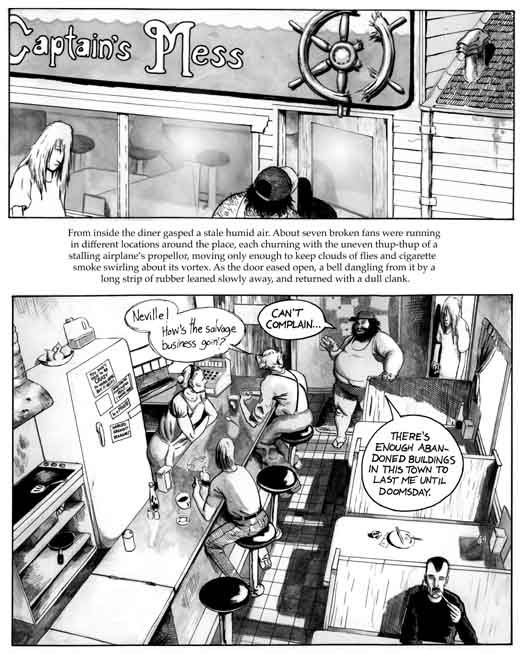 Captain's Mess
From inside the diner gasped a stale humid air. About seven broken fans were running
in different locations around the place, each churning with the uneven thup-thup of a
stalling airplane's propellor, moving only enough to keep clouds of flies and cigarette
smoke swirling about its vortex. As the door eased open, a bell dangling from it by a
long strip of rubber leaned slowly away, and returned with a dull clank.
Neville!
How's the salvage
business goin'?
CAN'T
COMPLAIN...
THERE'S
ENOUGH ABAN-
DONED BUILDINGS
IN THIS TOWN TO
LAST ME UNTIL
DOOMSDAY.